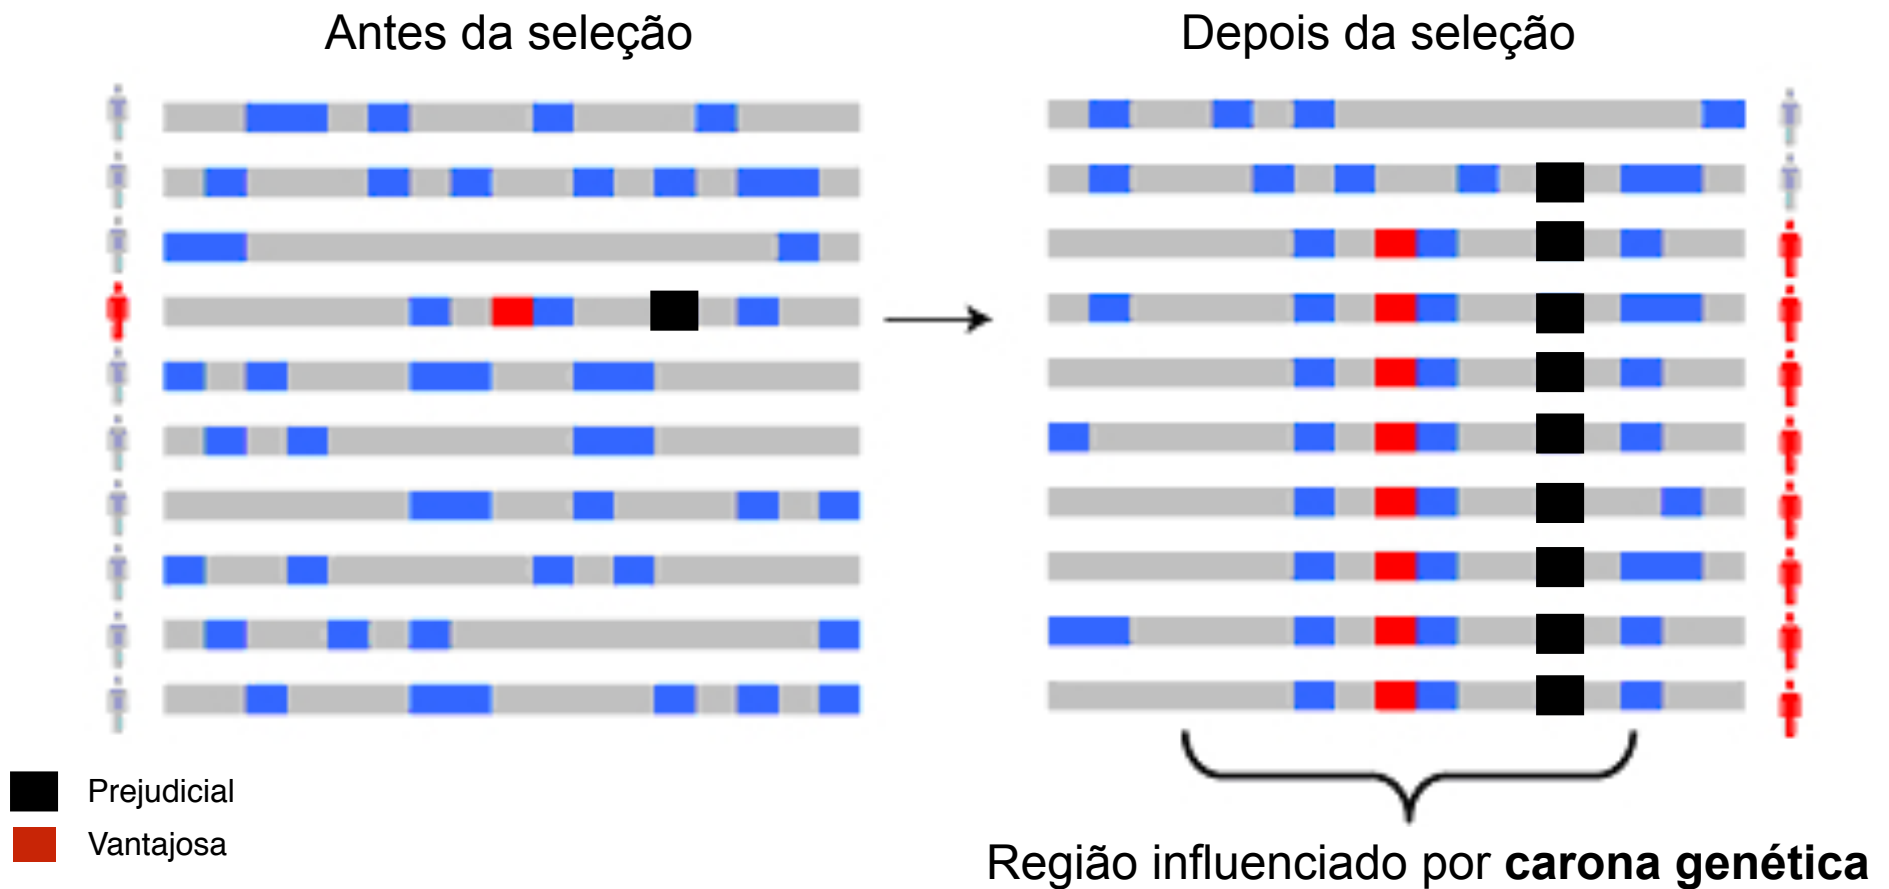 Antes da seleção
Depois da seleção
Prejudicial
Vantajosa
Região influenciado por carona genética